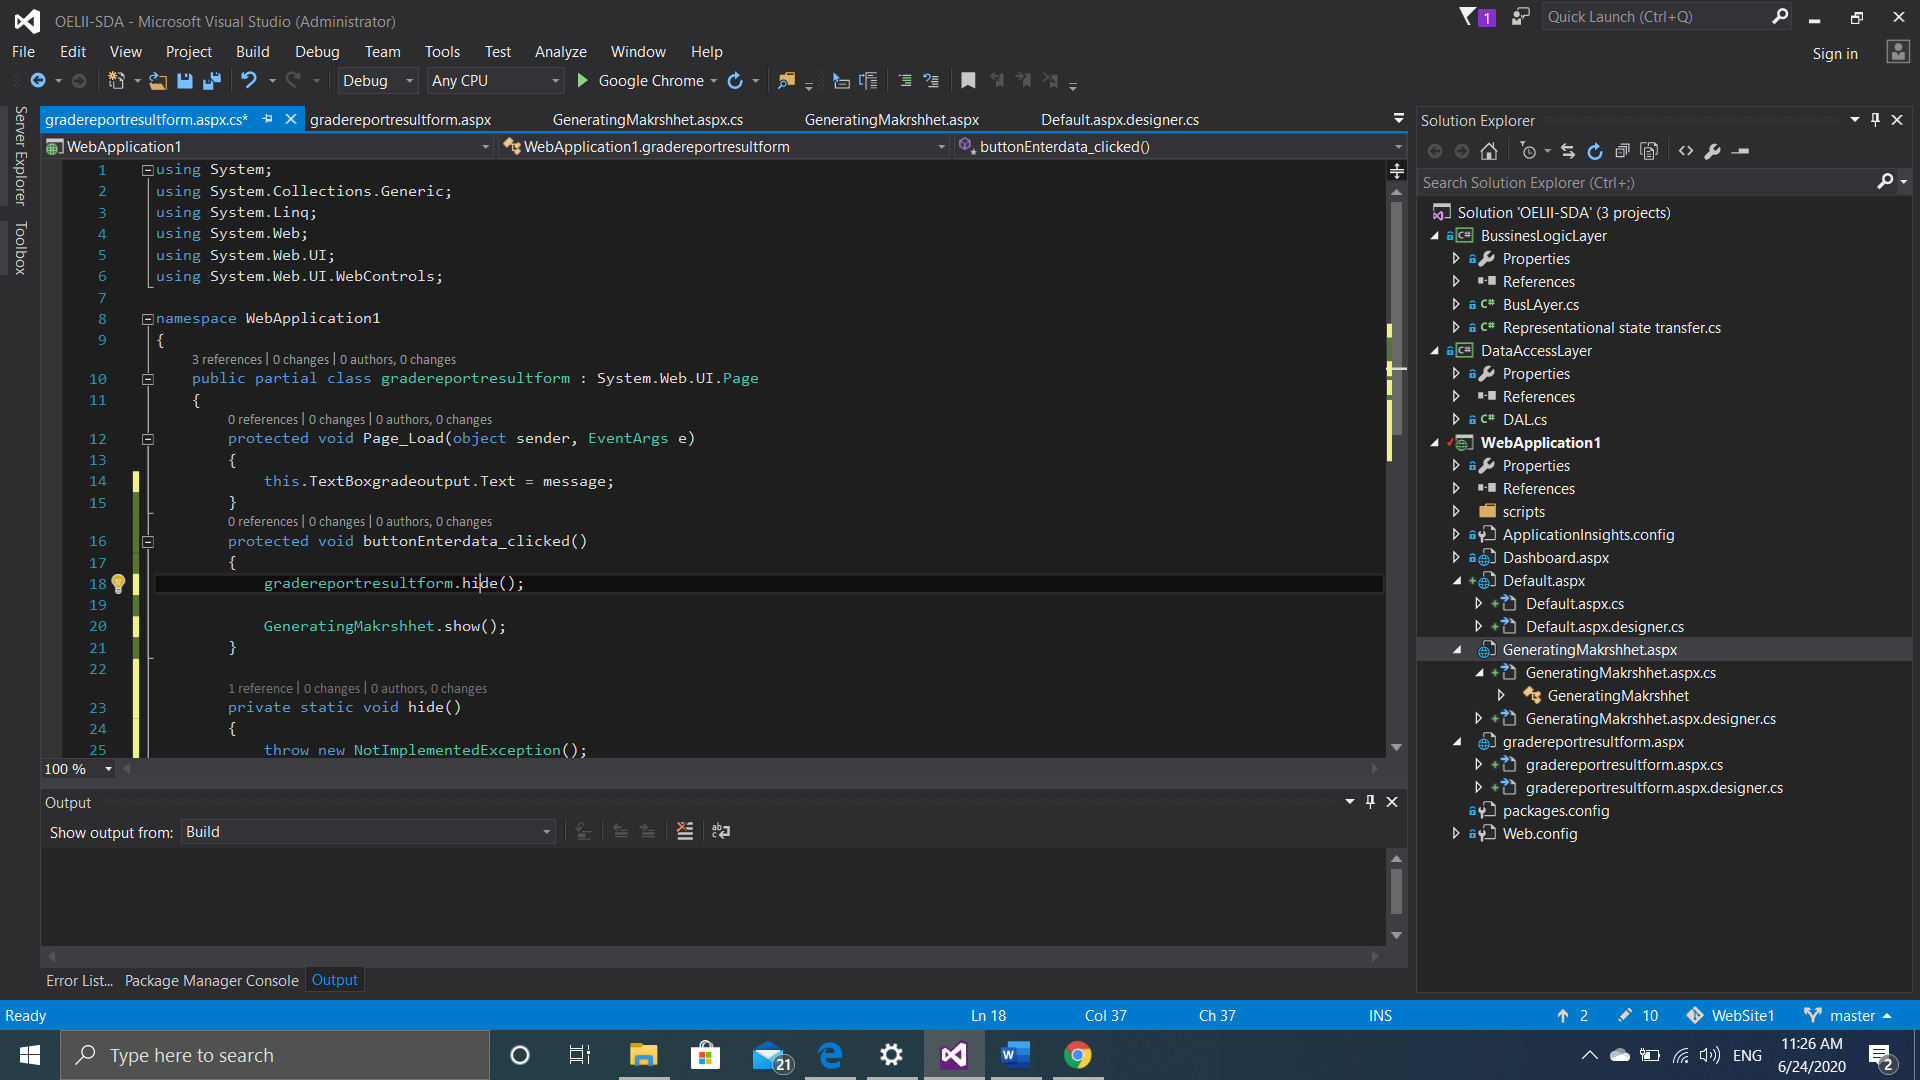 OELII-SDA - Microsoft Visual Studio (Administrator)
1
Quick Launch (Ctrl+Q)
File Edit View Project Build Debug Team Tools Test Analyze Window Help
Sign in
Debug Any CPU Google Chrome
Server Explorer
Toolbox
gradereportresultform.aspx.cs* gradereportresultform.aspx GeneratingMakrshhet.aspx.cs GeneratingMakrshhet.aspx Default.aspx.designer.cs
WebApplication1 WebApplication1.gradereportresultform buttonEnterdata_clicked()
1 using System;
2 using System.Collections.Generic;
3 using System.Linq;
4 using System.Web;
5 using System.Web.UI;
6 using System.Web.UI.WebControls;
7
8 namespace WebApplication1
9 {
3 references | 0 changes | 0 authors, 0 changes
10 public partial class gradereportresultform : System.Web.UI.Page
11 {
0 references | 0 changes | 0 authors, 0 changes
12 protected void Page_Load(object sender, EventArgs e)
13 {
14 this.TextBoxgradeoutput.Text = message;
15 }
0 references | 0 changes | 0 authors, 0 changes
16 protected void buttonEnterdata_clicked()
17 {
18 gradereportresultform.hide();
19
20 GeneratingMakrshhet.show();
21 }
22
1 reference | 0 changes | 0 authors, 0 changes
23 private static void hide()
24 {
25 throw new NotImplementedException();
100 %
Output
Show output from: Build
Error List... Package Manager Console Output
Solution Explorer
Search Solution Explorer (Ctrl+;)
Solution 'OELII-SDA' (3 projects)
BussinesLogicLayer
Properties
References
C# BusLAyer.cs
C# Representational state transfer.cs
DataAccessLayer
Properties
References
C# DAL.cs
WebApplication1
Properties
References
scripts
ApplicationInsights.config
Dashboard.aspx
Default.aspx
Default.aspx.cs
Default.aspx.designer.cs
GeneratingMakrshhet.aspx
GeneratingMakrshhet.aspx.cs
GeneratingMakrshhet
GeneratingMakrshhet.aspx.designer.cs
gradereportresultform.aspx
gradereportresultform.aspx.cs
gradereportresultform.aspx.designer.cs
packages.config
Web.config
Ready Ln 18 Col 37 Ch 37 INS 2 10 WebSite1 master
Type here to search 21 ENG 11:26 AM
6/24/2020 2